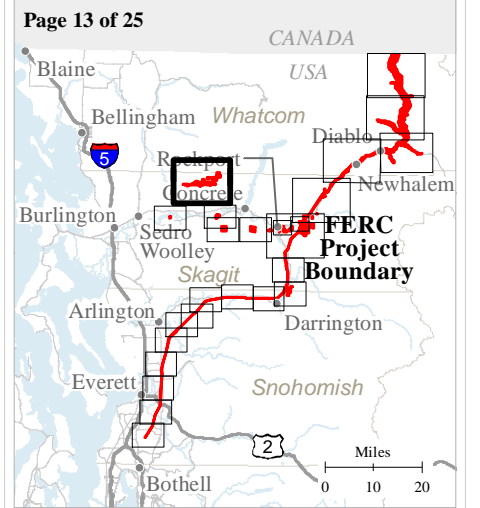 Page 13 of 25
CANADA
USA
Blaine
Whatcom
Bellingham
Diablo
5
Rockport
Newhalem
Concrete
Burlington
FERC
Project
Boundary
Sedro
Woolley
Skagit
Arlington
Darrington
Everett
Snohomish
2
Miles
0 10 20
Bothell